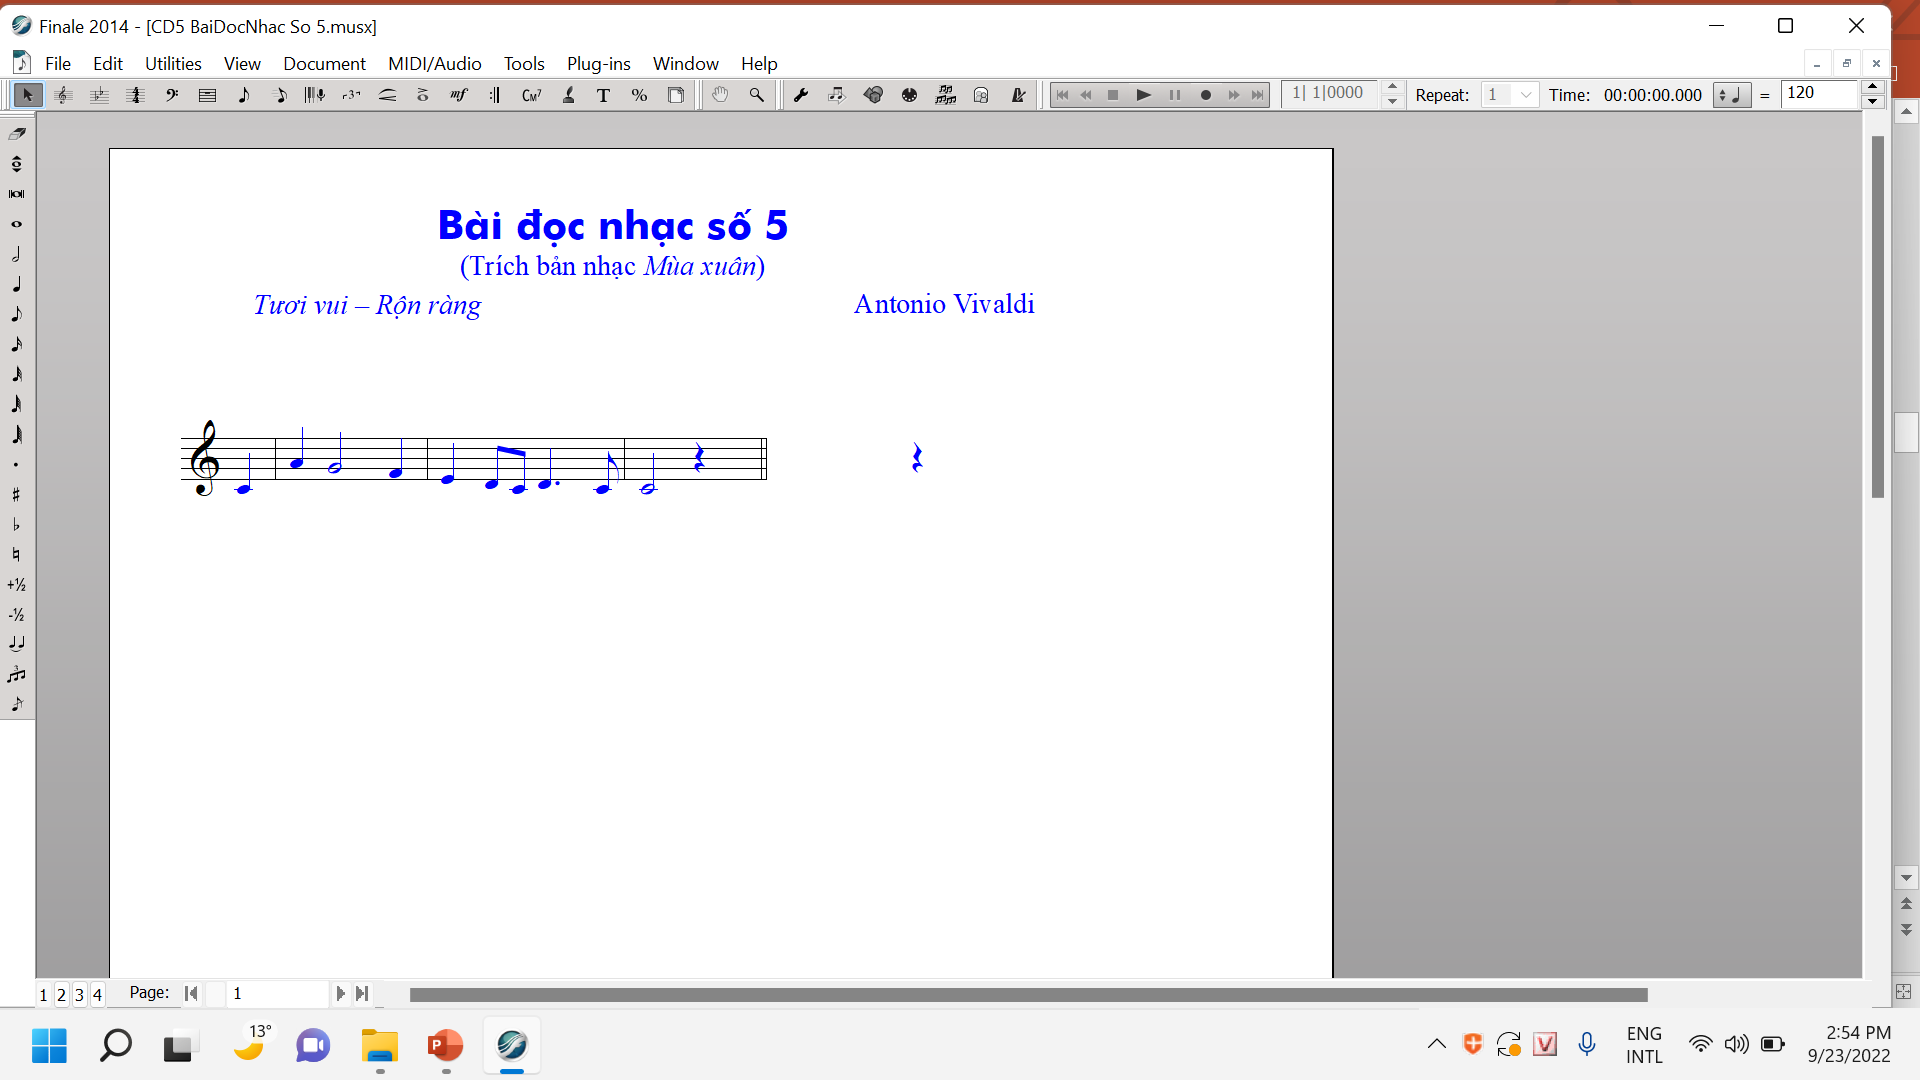 Finale 2014 - [CD5 BaiDocNhac So 5.musx]
File Edit Utilities View Document MIDI/Audio Tools Plug-ins Window Help
1| 1|0000 Repeat: 1 Time: 00:00:00.000 = 120
Bài đọc nhạc số 5
(Trích bản nhạc Mùa xuân)
Tươi vui – Rộn ràng Antonio Vivaldi
1 2 3 4 Page: 1
13° ENG 2:54 PM
INTL 9/23/2022